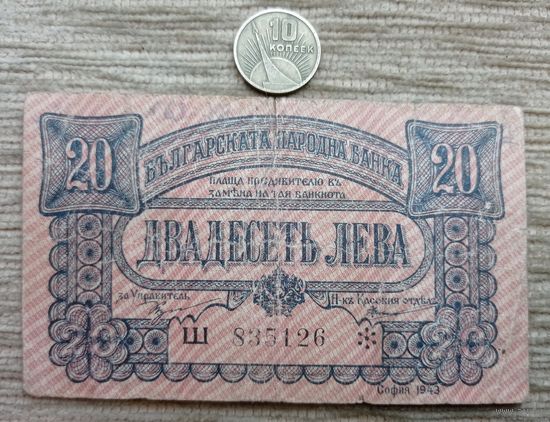 10
КОПЕЕК
20 БЪЛГАРСКАТА НАРОДНА БАНКА 20
ПЛАЩА ПРЕДЯВИТЕЛЮ ВЪ
ЗАМѢНА НА ТАЯ БАНКНОТА
ДВАДЕСЕТЬ ЛЕВА
за Управитель Н-къ Касовия отдѣлъ
Ш 835126
20 20
София 1943